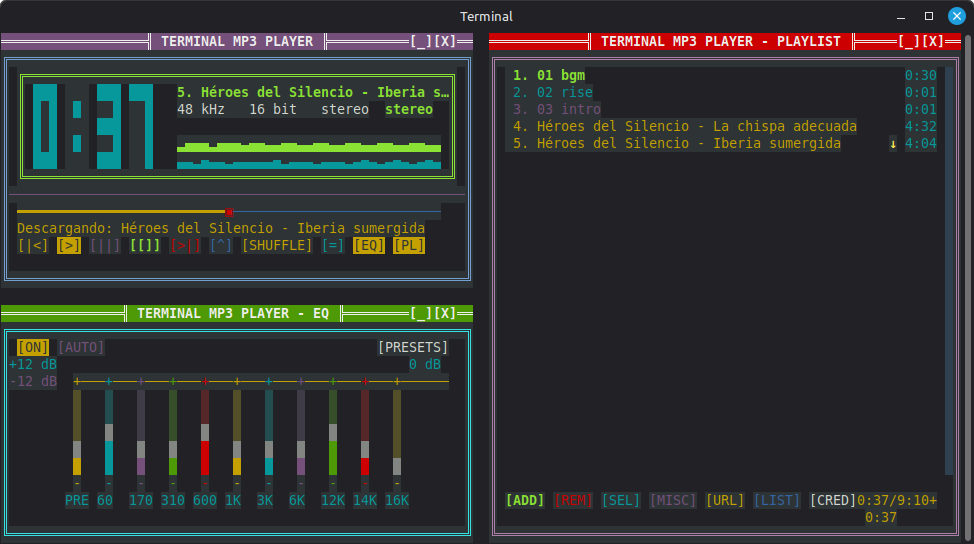 Terminal
TERMINAL MP3 PLAYER [_][X]
0:37
5. Héroes del Silencio - Iberia s…
48 kHz 16 bit stereo stereo
Descargando: Héroes del Silencio - Iberia sumergida
[|<] [>] [||] [[]] [>|] [^] [SHUFFLE] [=] [EQ] [PL]
TERMINAL MP3 PLAYER - EQ [_][X]
[ON] [AUTO] [PRESETS]
+12 dB 0 dB
-12 dB
PRE 60 170 310 600 1K 3K 6K 12K 14K 16K
TERMINAL MP3 PLAYER - PLAYLIST [_][X]
1. 01 bgm 0:30
2. 02 rise 0:01
3. 03 intro 0:01
4. Héroes del Silencio - La chispa adecuada 4:32
5. Héroes del Silencio - Iberia sumergida ↓ 4:04
[ADD] [REM] [SEL] [MISC] [URL] [LIST] [CRED]0:37/9:10+
0:37